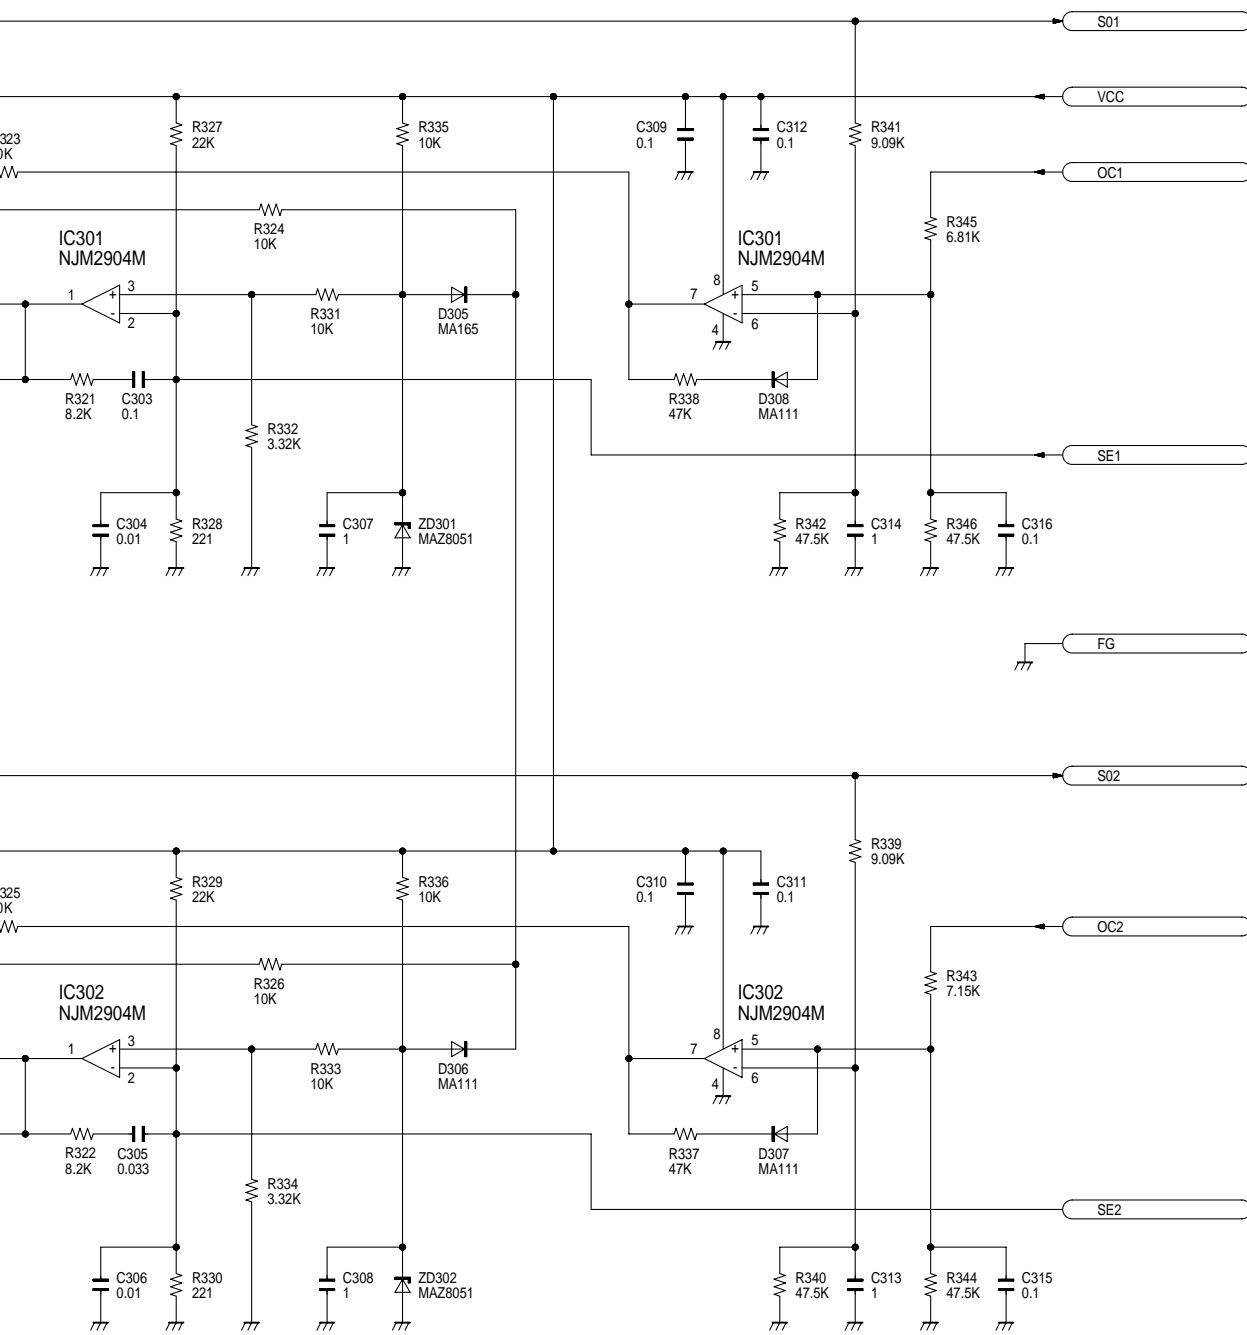 S01
VCC
R327
22K
R335
10K
C309
0.1
C312
0.1
R341
9.09K
323
0K
OC1
R324
10K
R345
6.81K
IC301
NJM2904M
IC301
NJM2904M
1
+
3
-
2
R331
10K
D305
MA165
8
7
+
5
-
6
4
R321
8.2K
C303
0.1
R338
47K
D308
MA111
R332
3.32K
SE1
C304
0.01
R328
221
C307
1
ZD301
MAZ8051
R342
47.5K
C314
1
R346
47.5K
C316
0.1
FG
S02
R339
9.09K
R329
22K
R336
10K
C310
0.1
C311
0.1
325
0K
OC2
R326
10K
R343
7.15K
IC302
NJM2904M
IC302
NJM2904M
1
+
3
-
2
R333
10K
D306
MA111
8
7
+
5
-
6
4
R322
8.2K
C305
0.033
R337
47K
D307
MA111
R334
3.32K
SE2
C306
0.01
R330
221
C308
1
ZD302
MAZ8051
R340
47.5K
C313
1
R344
47.5K
C315
0.1